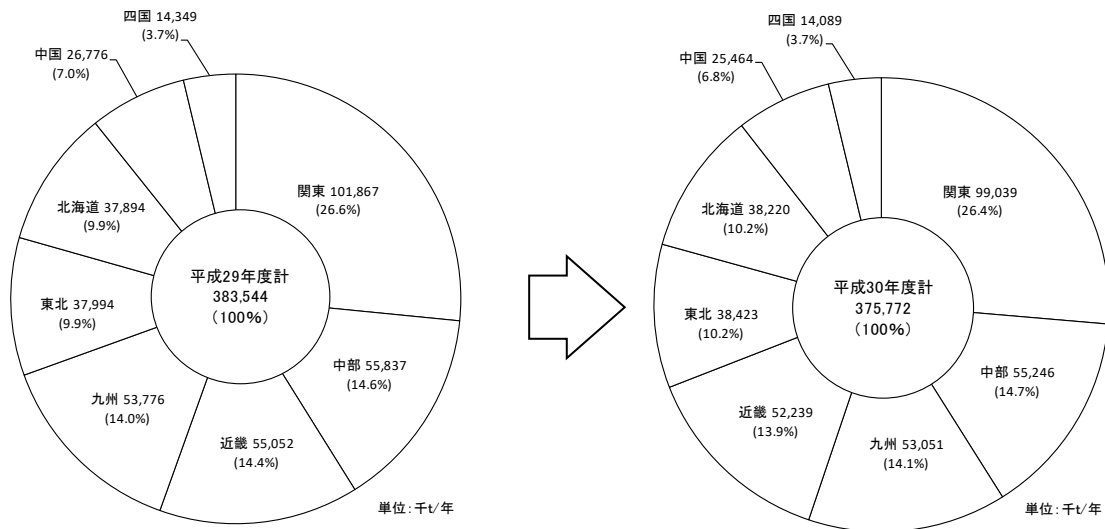 四国 14,349
(3.7%)
中国 26,776
(7.0%)
関東 101,867
(26.6%)
北海道 37,894
(9.9%)
平成29年度計
383,544
（100%）
東北 37,994
(9.9%)
中部 55,837
(14.6%)
九州 53,776
(14.0%)
近畿 55,052
(14.4%)
単位：千t/年
四国 14,089
(3.7%)
中国 25,464
(6.8%)
関東 99,039
(26.4%)
北海道 38,220
(10.2%)
平成30年度計
375,772
（100%）
東北 38,423
(10.2%)
中部 55,246
(14.7%)
近畿 52,239
(13.9%)
九州 53,051
(14.1%)
単位：千t/年